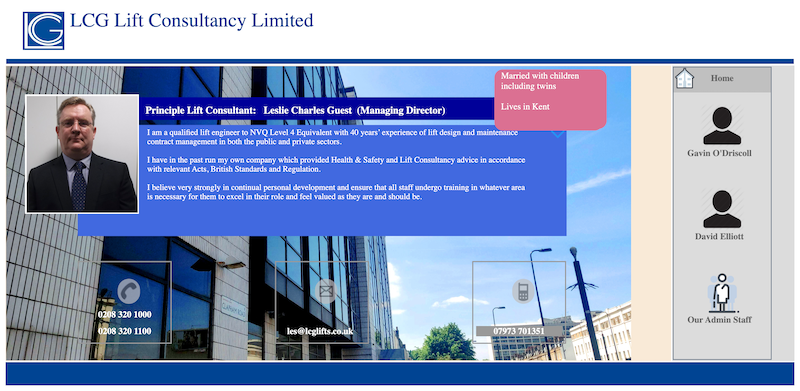 LCG
LCG Lift Consultancy Limited
Married with children
including twins
Lives in Kent
Principle Lift Consultant: Leslie Charles Guest (Managing Director)
I am a qualified lift engineer to NVQ Level 4 Equivalent with 40 years' experience of lift design and maintenance
contract management in both the public and private sectors.
I have in the past run my own company which provided Health & Safety and Lift Consultancy advice in accordance
with relevant Acts, British Standards and Regulation.
I believe very strongly in continual personal development and ensure that all staff undergo training in whatever area
is necessary for them to excel in their role and feel valued as they are and should be.
0208 320 1000
0208 320 1100
les@lcglifts.co.uk
07973 701351
Home
Gavin O'Driscoll
David Elliott
Our Admin Staff